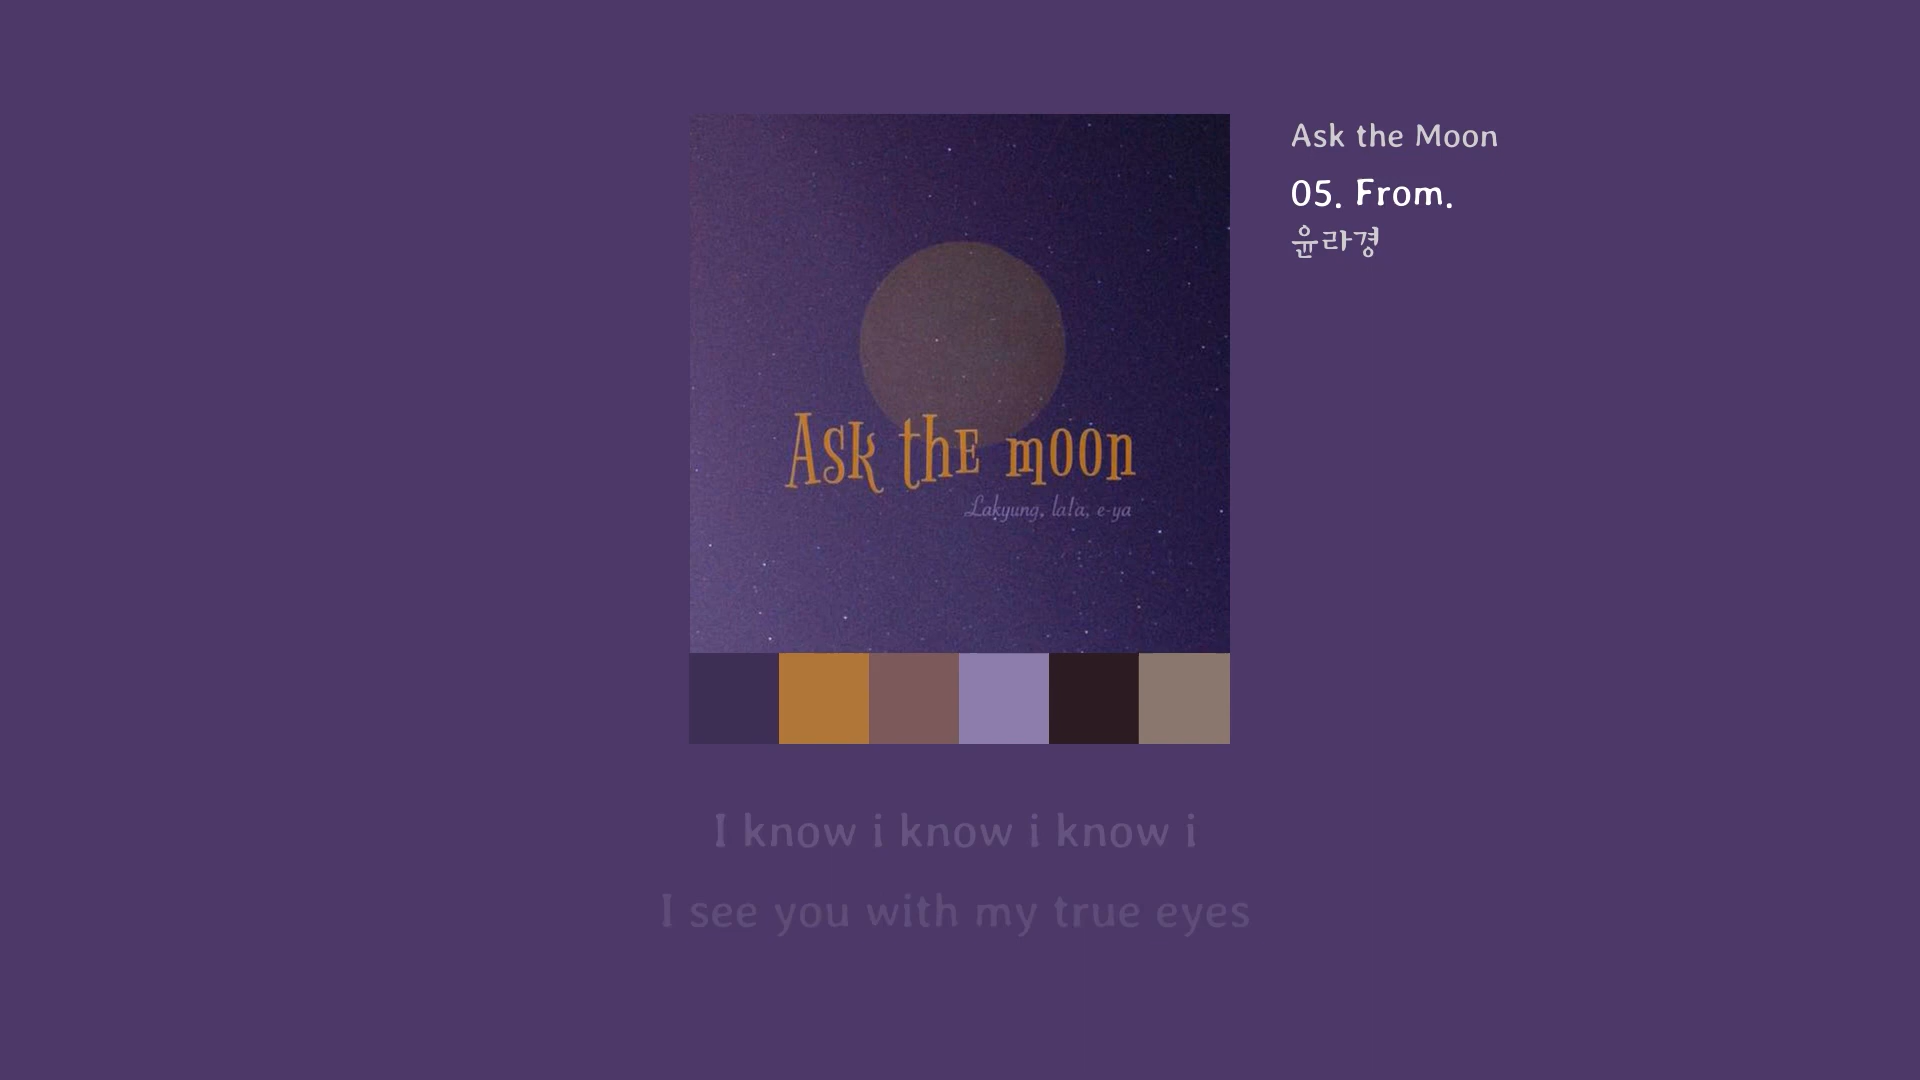 Ask the Moon
05. From.
윤라경
Ask the moon
Lakyung, lala, e-ya
I know i know i know i
I see you with my true eyes